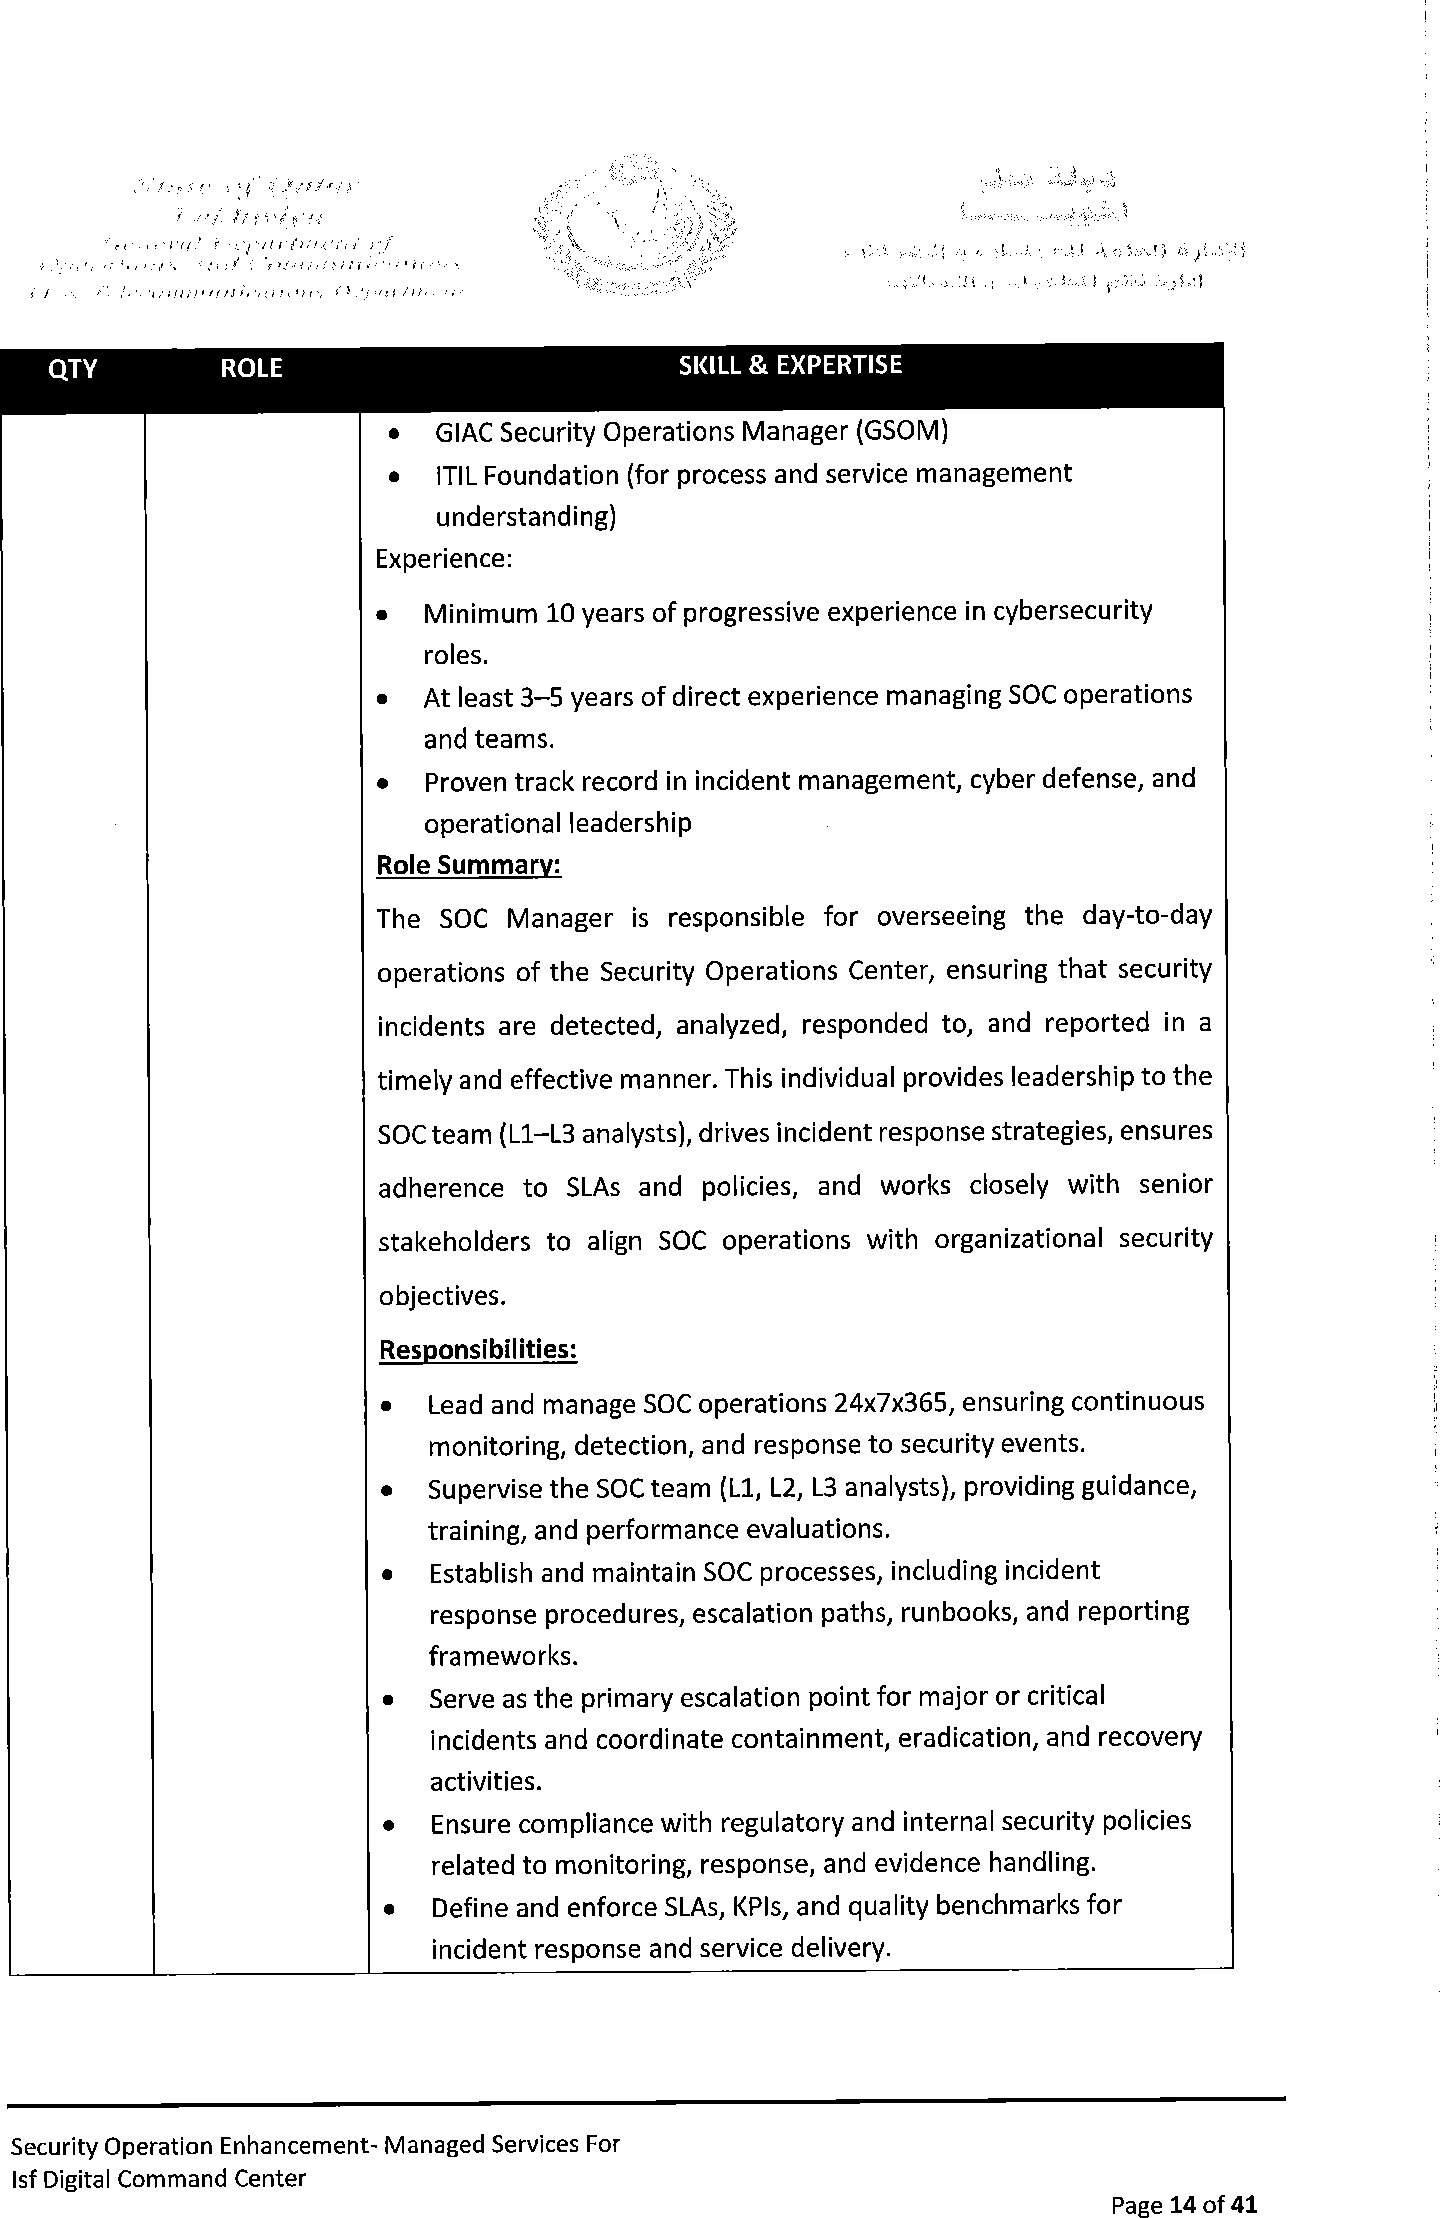 State of Qatar
دولة قطر
QTY ROLE SKILL & EXPERTISE
• GIAC Security Operations Manager (GSOM)
• ITIL Foundation (for process and service management
understanding)
Experience:
• Minimum 10 years of progressive experience in cybersecurity
roles.
• At least 3–5 years of direct experience managing SOC operations
and teams.
• Proven track record in incident management, cyber defense, and
operational leadership
Role Summary:
The SOC Manager is responsible for overseeing the day-to-day
operations of the Security Operations Center, ensuring that security
incidents are detected, analyzed, responded to, and reported in a
timely and effective manner. This individual provides leadership to the
SOC team (L1–L3 analysts), drives incident response strategies, ensures
adherence to SLAs and policies, and works closely with senior
stakeholders to align SOC operations with organizational security
objectives.
Responsibilities:
• Lead and manage SOC operations 24x7x365, ensuring continuous
monitoring, detection, and response to security events.
• Supervise the SOC team (L1, L2, L3 analysts), providing guidance,
training, and performance evaluations.
• Establish and maintain SOC processes, including incident
response procedures, escalation paths, runbooks, and reporting
frameworks.
• Serve as the primary escalation point for major or critical
incidents and coordinate containment, eradication, and recovery
activities.
• Ensure compliance with regulatory and internal security policies
related to monitoring, response, and evidence handling.
• Define and enforce SLAs, KPIs, and quality benchmarks for
incident response and service delivery.
Security Operation Enhancement- Managed Services For
Isf Digital Command Center
Page 14 of 41